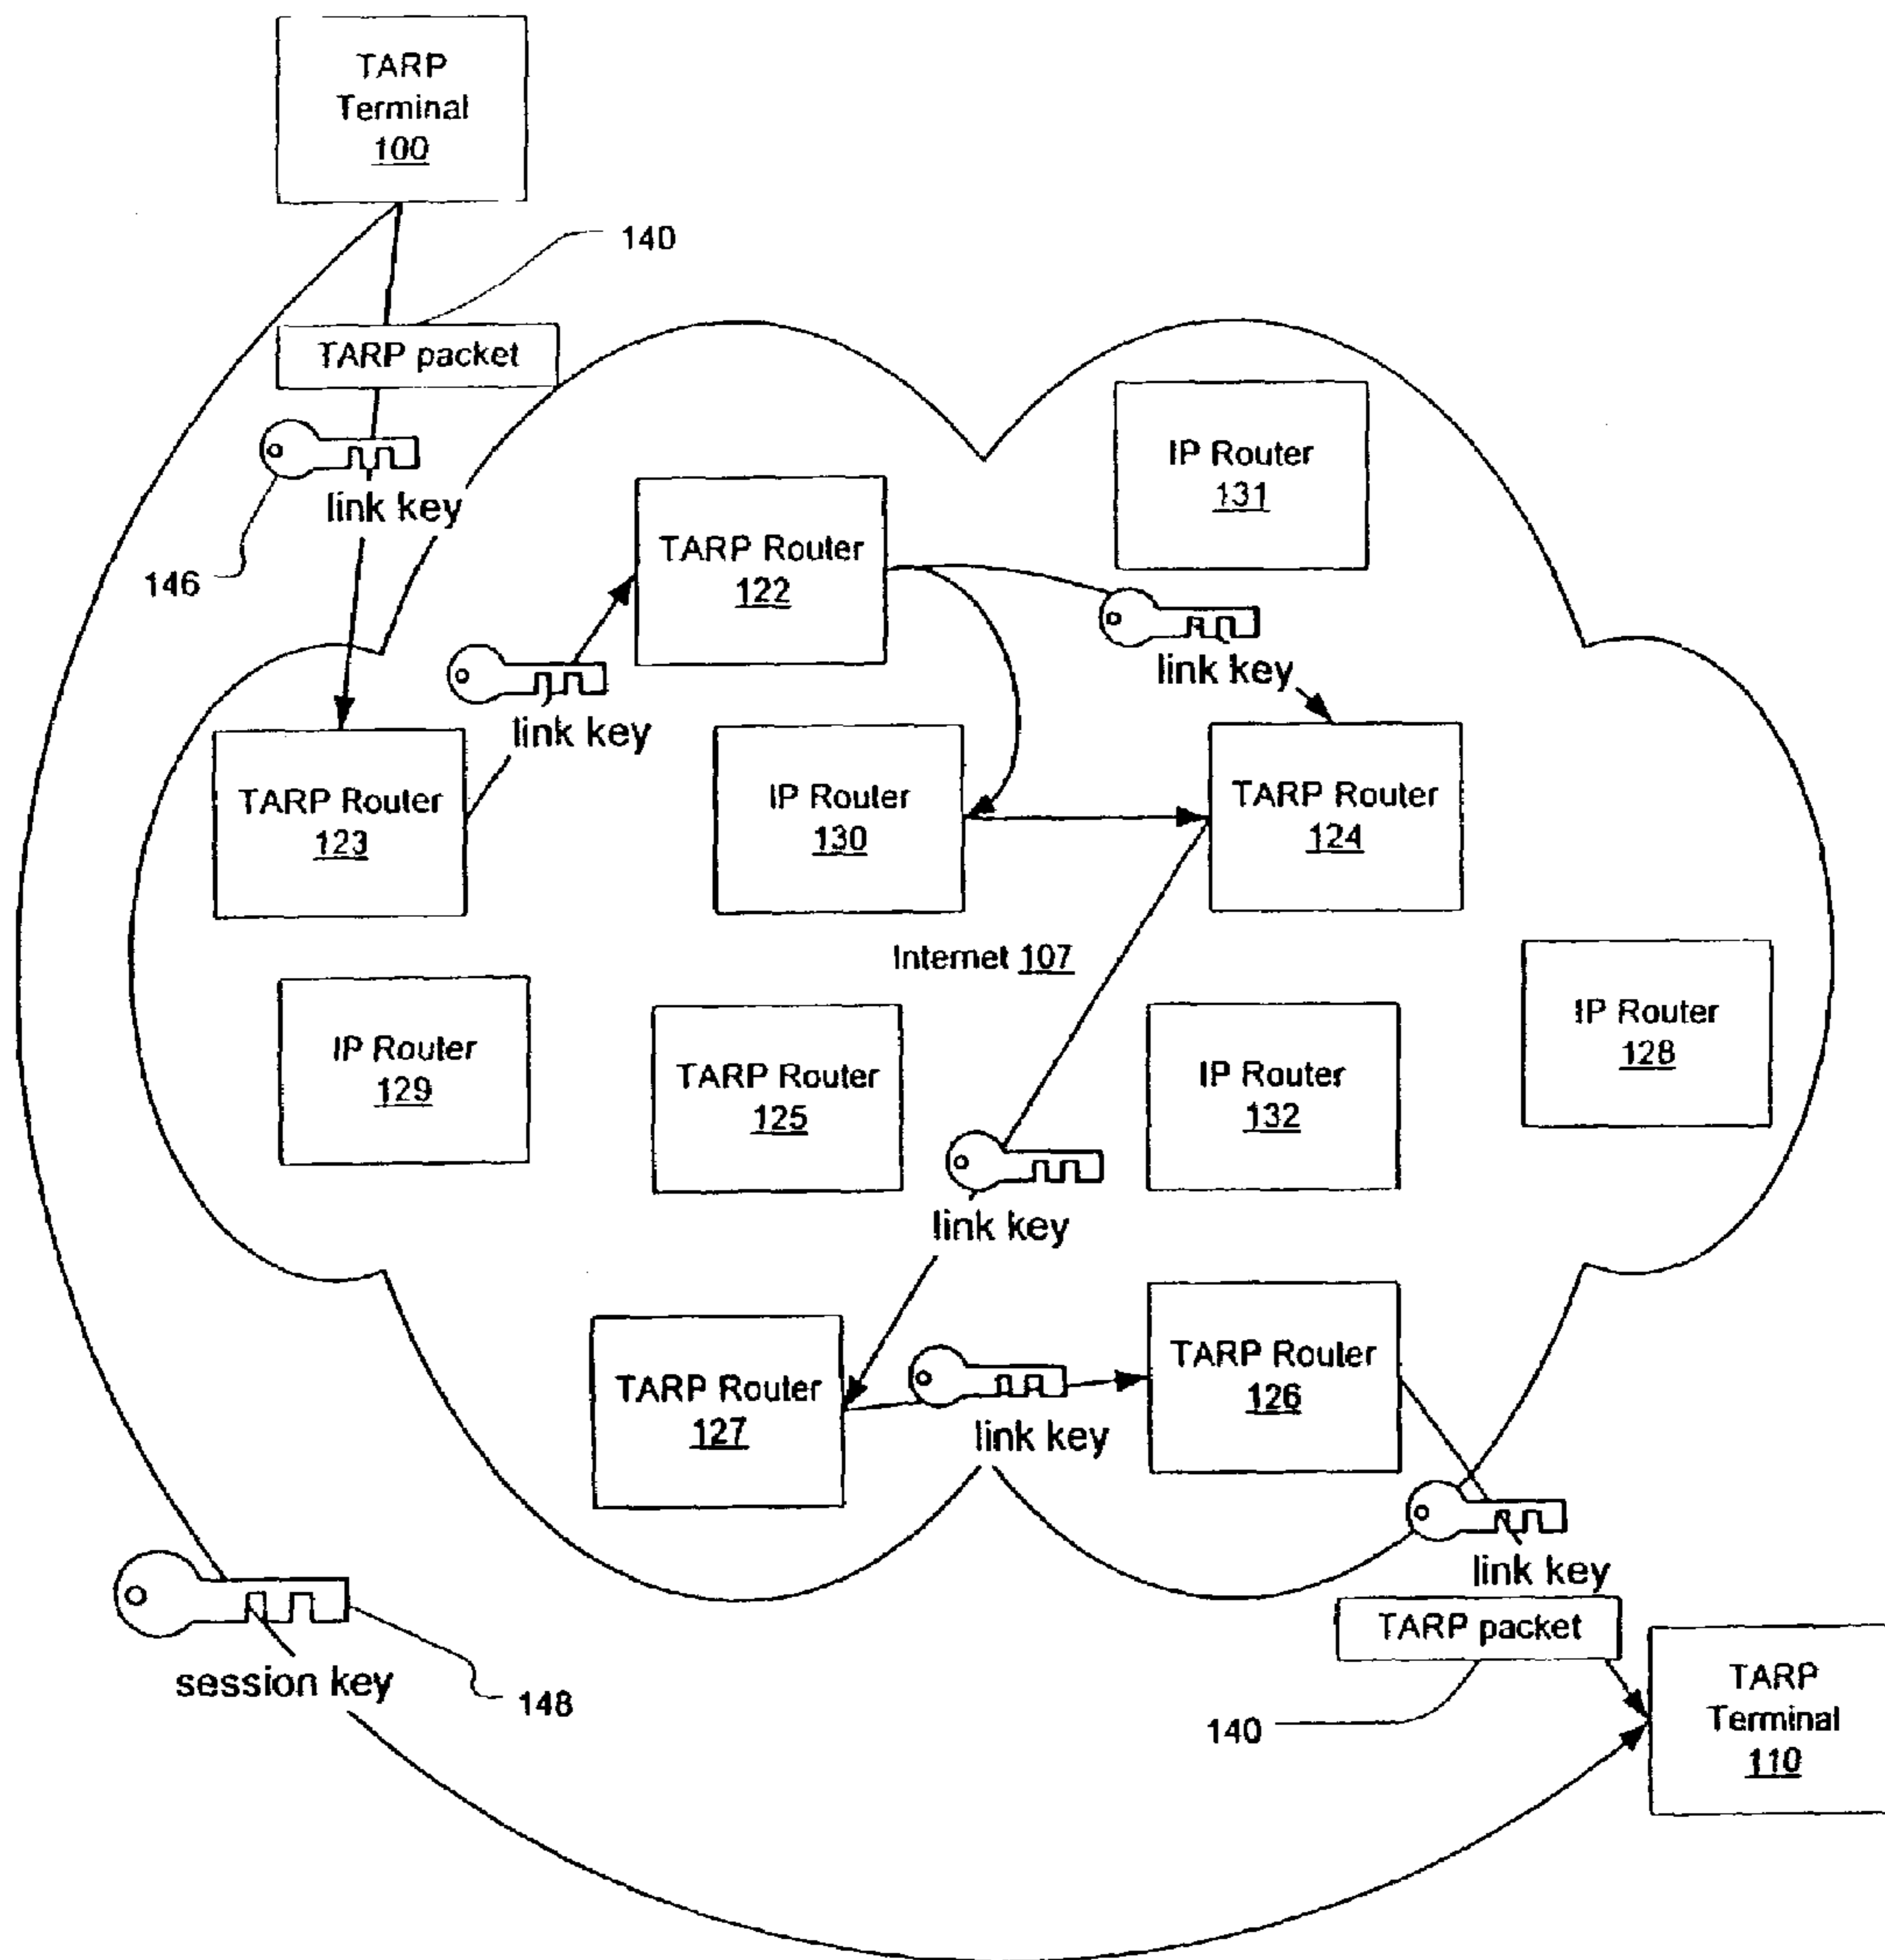 TARP
Terminal
100
140
TARP packet
link key
146
IP Router
131
TARP Router
122
link key
link key
TARP Router
123
IP Router
130
TARP Router
124
Internet 107
IP Router
129
TARP Router
125
IP Router
132
IP Router
128
link key
TARP Router
127
link key
TARP Router
126
link key
session key
148
TARP packet
140
TARP
Terminal
110